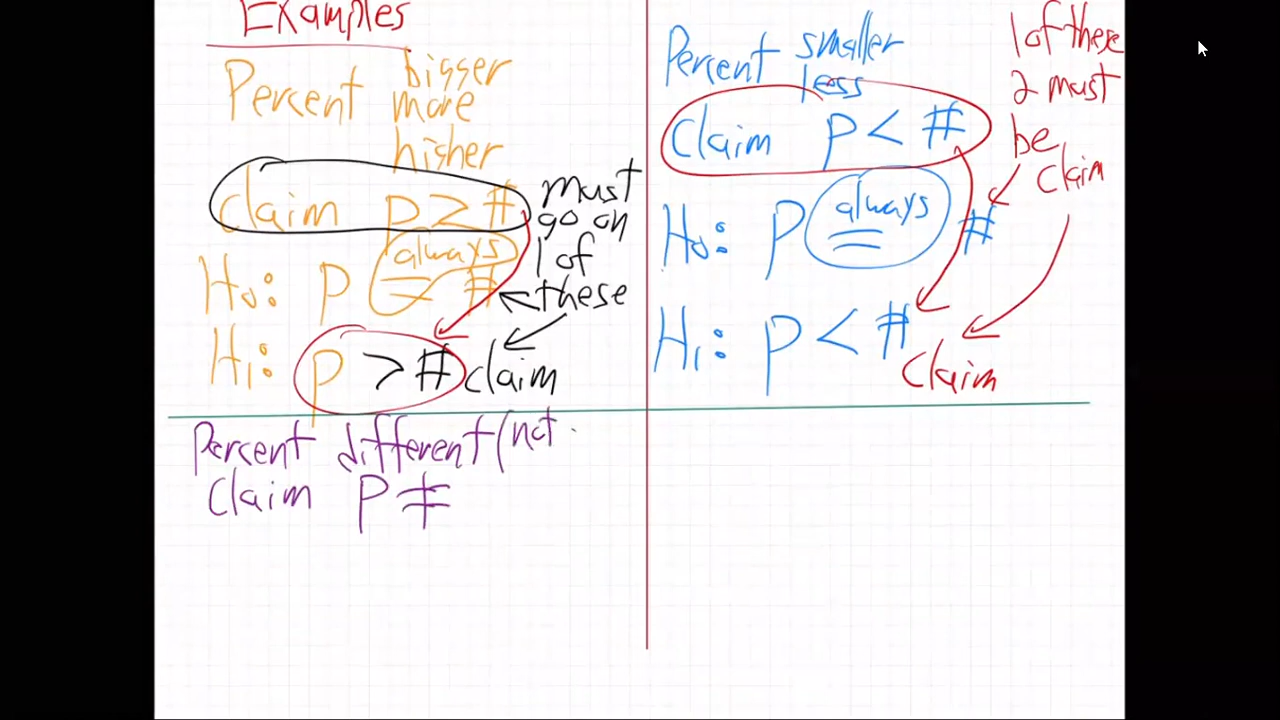 Examples
Percent bigger
more
higher
claim p > #
Ho: p = #
always
H1: p > # claim
must
go on
1 of
these
Percent smaller
less
Claim p < #
Ho: p = #
always
H1: p < #
Claim
1 of these
2 must
be
claim
Percent different (not
Claim p ≠